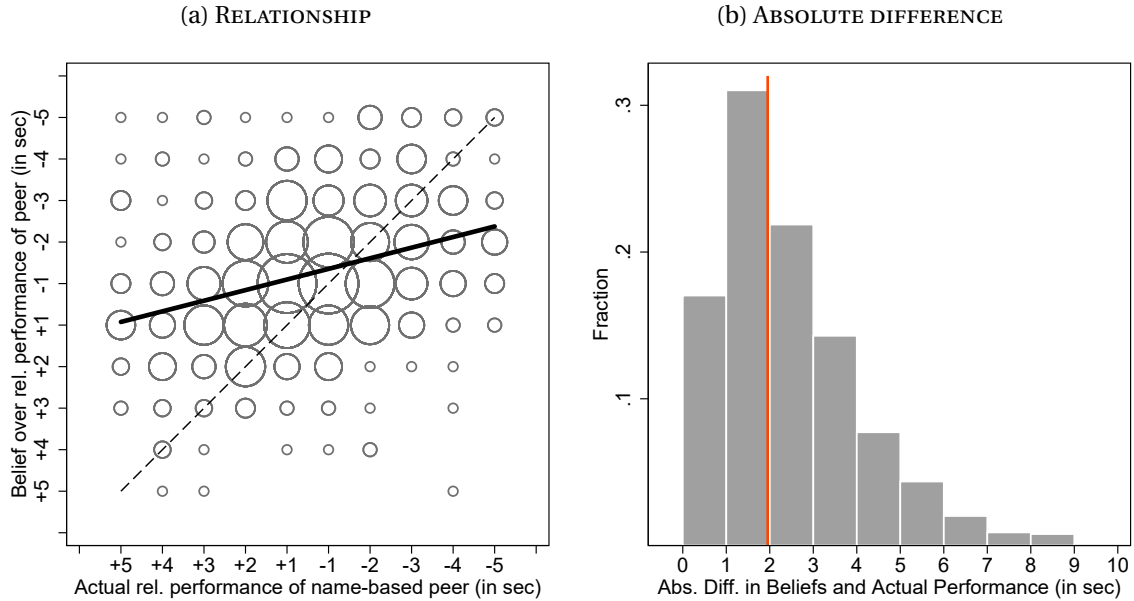 (a) RELATIONSHIP
Belief over rel. performance of peer (in sec)
-5
-4
-3
-2
-1
+1
+2
+3
+4
+5
+5 +4 +3 +2 +1 -1 -2 -3 -4 -5
Actual rel. performance of name-based peer (in sec)
(b) ABSOLUTE DIFFERENCE
Fraction
.3
.2
.1
0 1 2 3 4 5 6 7 8 9 10
Abs. Diff. in Beliefs and Actual Performance (in sec)